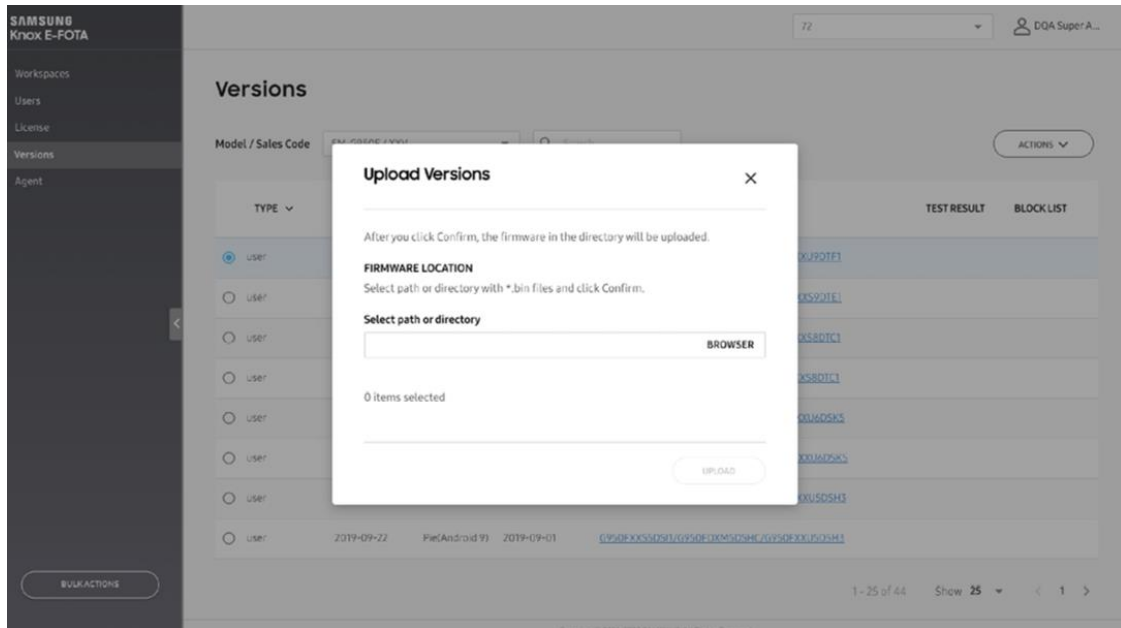 SAMSUNG
Knox E-FOTA
72
DQA Super A...
Workspaces
Users
License
Versions
Agent
Versions
Model / Sales Code
Search
ACTIONS
TYPE
TEST RESULT
BLOCK LIST
user
user
user
user
user
user
user
user 2019-09-22 Pie(Android 9) 2019-09-01
Upload Versions
After you click Confirm, the firmware in the directory will be uploaded.
FIRMWARE LOCATION
Select path or directory with *.bin files and click Confirm.
Select path or directory
BROWSER
0 items selected
UPLOAD
BULK ACTIONS
1 - 25 of 44 Show 25 < 1 >